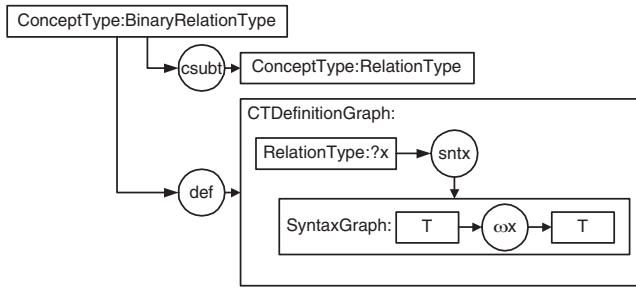 ConceptType:BinaryRelationType
csubt
ConceptType:RelationType
CTDefinitionGraph:
RelationType:?x
sntx
def
SyntaxGraph:
T
ωx
T